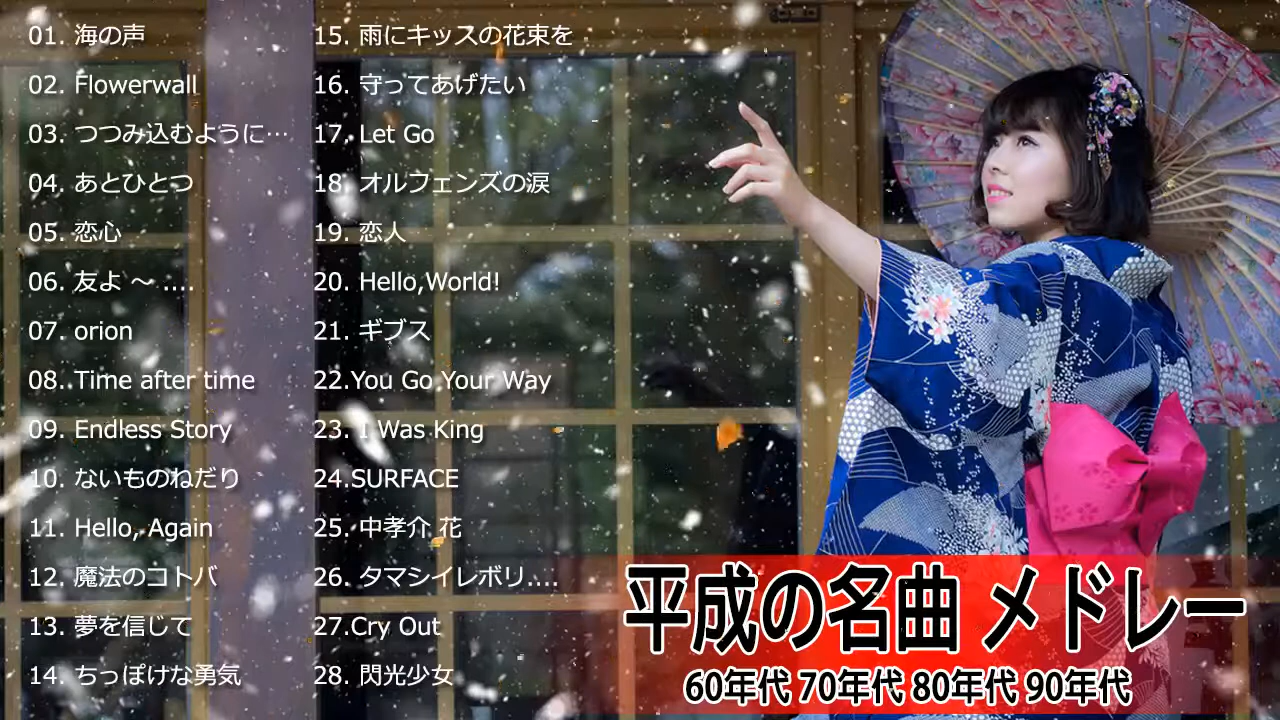 01. 海の声
02. Flowerwall
03. つつみ込むように…
04. あとひとつ
05. 恋心
06. 友よ ～ ....
07. orion
08. Time after time
09. Endless Story
10. ないものねだり
11. Hello, Again
12. 魔法のコトバ
13. 夢を信じて
14. ちっぽけな勇気
15. 雨にキッスの花束を
16. 守ってあげたい
17. Let Go
18. オルフェンズの涙
19. 恋人
20. Hello,World!
21. ギブス
22.You Go Your Way
23. I Was King
24.SURFACE
25. 中孝介 花
26. タマシイレボリ....
27.Cry Out
28. 閃光少女
平成の名曲 メドレー
60年代 70年代 80年代 90年代